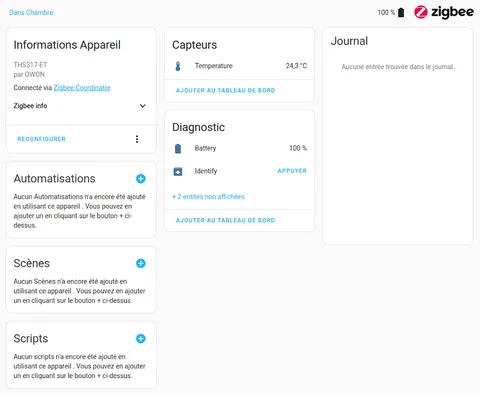 Dans Chambre
100 %
zigbee
Informations Appareil
THS317-ET
par OWON
Connecté via Zigbee Coordinator
Zigbee info
RECONFIGURER
Automatisations
Aucun Automatisations n'a encore été ajouté
en utilisant ce appareil . Vous pouvez en
ajouter un en cliquant sur le bouton + ci-
dessus.
Scènes
Aucun Scènes n'a encore été ajouté en
utilisant ce appareil . Vous pouvez en ajouter
un en cliquant sur le bouton + ci-dessus.
Scripts
Aucun scripts n'a encore été ajouté en
utilisant ce appareil . Vous pouvez en ajouter
un en cliquant sur le bouton + ci-dessus.
Capteurs
Temperature 24,3 °C
AJOUTER AU TABLEAU DE BORD
Diagnostic
Battery 100 %
Identify APPUYER
+ 2 entités non affichées
AJOUTER AU TABLEAU DE BORD
Journal
Aucune entrée trouvée dans le journal.